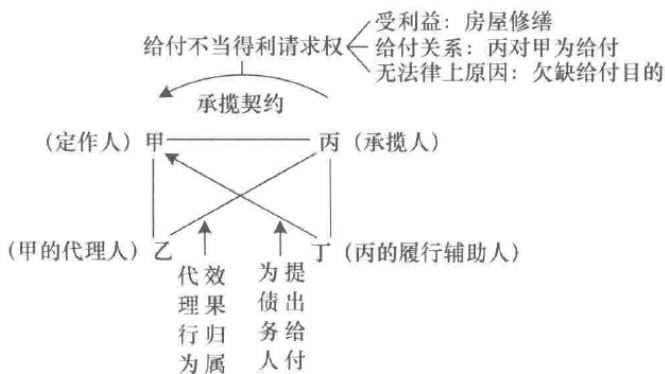 受利益：房屋修缮
给付不当得利请求权
给付关系：丙对甲为给付
无法律上原因：欠缺给付目的
承揽契约
(定作人) 甲
丙 (承揽人)
(甲的代理人) 乙
丁 (丙的履行辅助人)
代理行为
效果归属
为债务人
提出给付